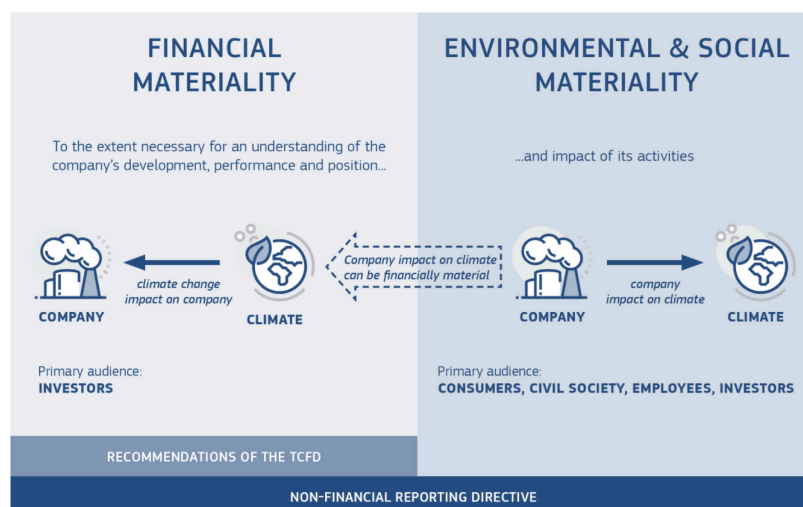 FINANCIAL
MATERIALITY
To the extent necessary for an understanding of the
company's development, performance and position...
climate change
impact on company
COMPANY
CLIMATE
Primary audience:
INVESTORS
RECOMMENDATIONS OF THE TCFD
Company impact on climate
can be financially material
ENVIRONMENTAL & SOCIAL
MATERIALITY
...and impact of its activities
company
impact on climate
COMPANY
CLIMATE
Primary audience:
CONSUMERS, CIVIL SOCIETY, EMPLOYEES, INVESTORS
NON-FINANCIAL REPORTING DIRECTIVE